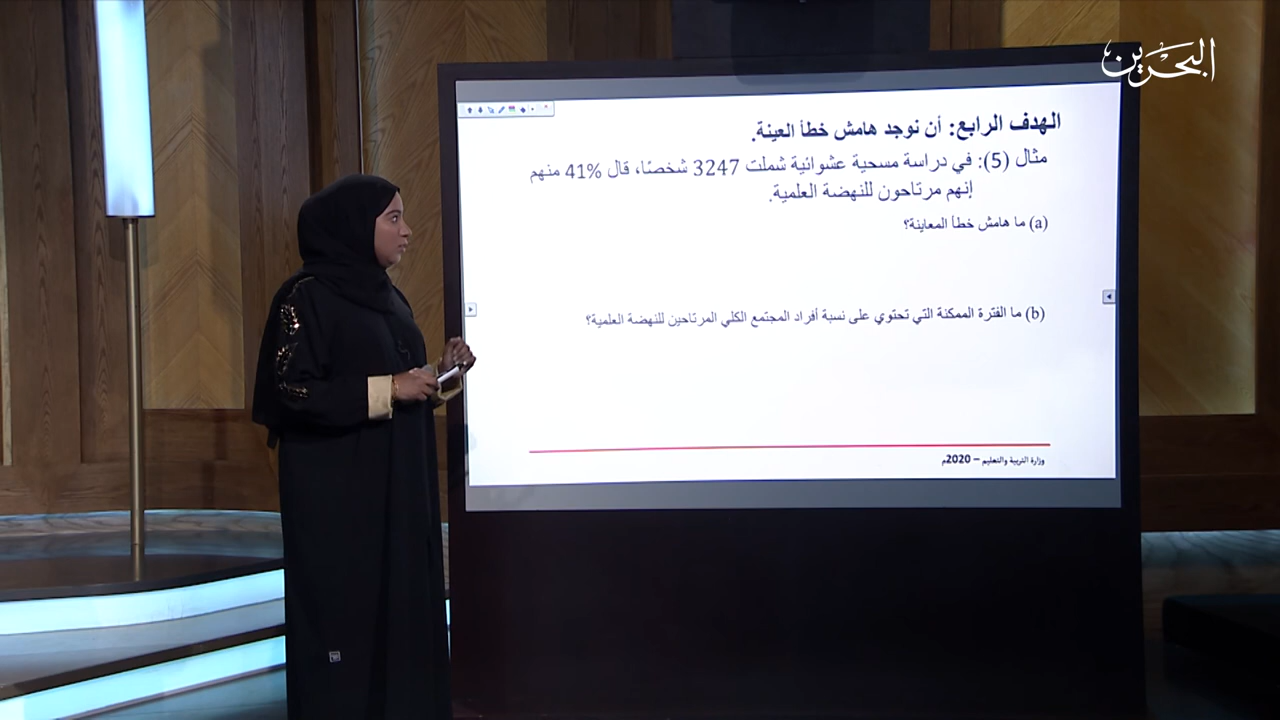 البحرين
الهدف الرابع: أن نوجد هامش خطأ العينة.
مثال (5): في دراسة مسحية عشوائية شملت 3247 شخصًا، قال 41% منهم
إنهم مرتاحون للنهضة العلمية.
(a) ما هامش خطأ المعاينة؟
(b) ما الفترة الممكنة التي تحتوي على نسبة أفراد المجتمع الكلي المرتاحين للنهضة العلمية؟
وزارة التربية والتعليم – 2020م